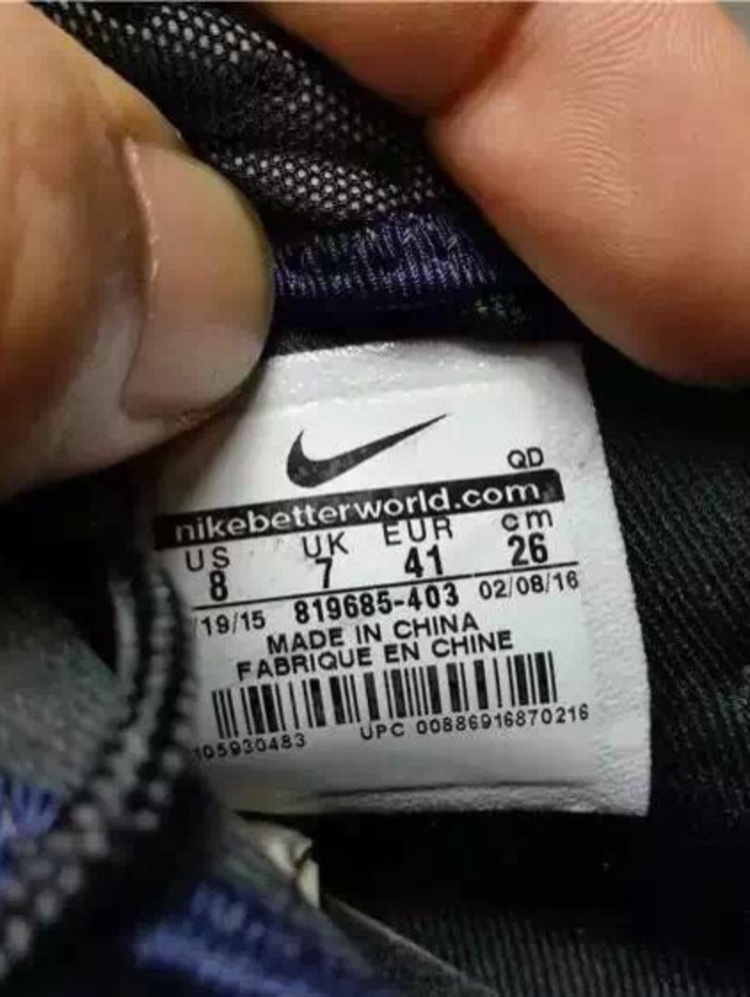 QD
nikebetterworld.com
US UK EUR cm
8 7 41 26
/19/15 819685-403 02/08/16
MADE IN CHINA
FABRIQUE EN CHINE
105930483 UPC 00886916870216